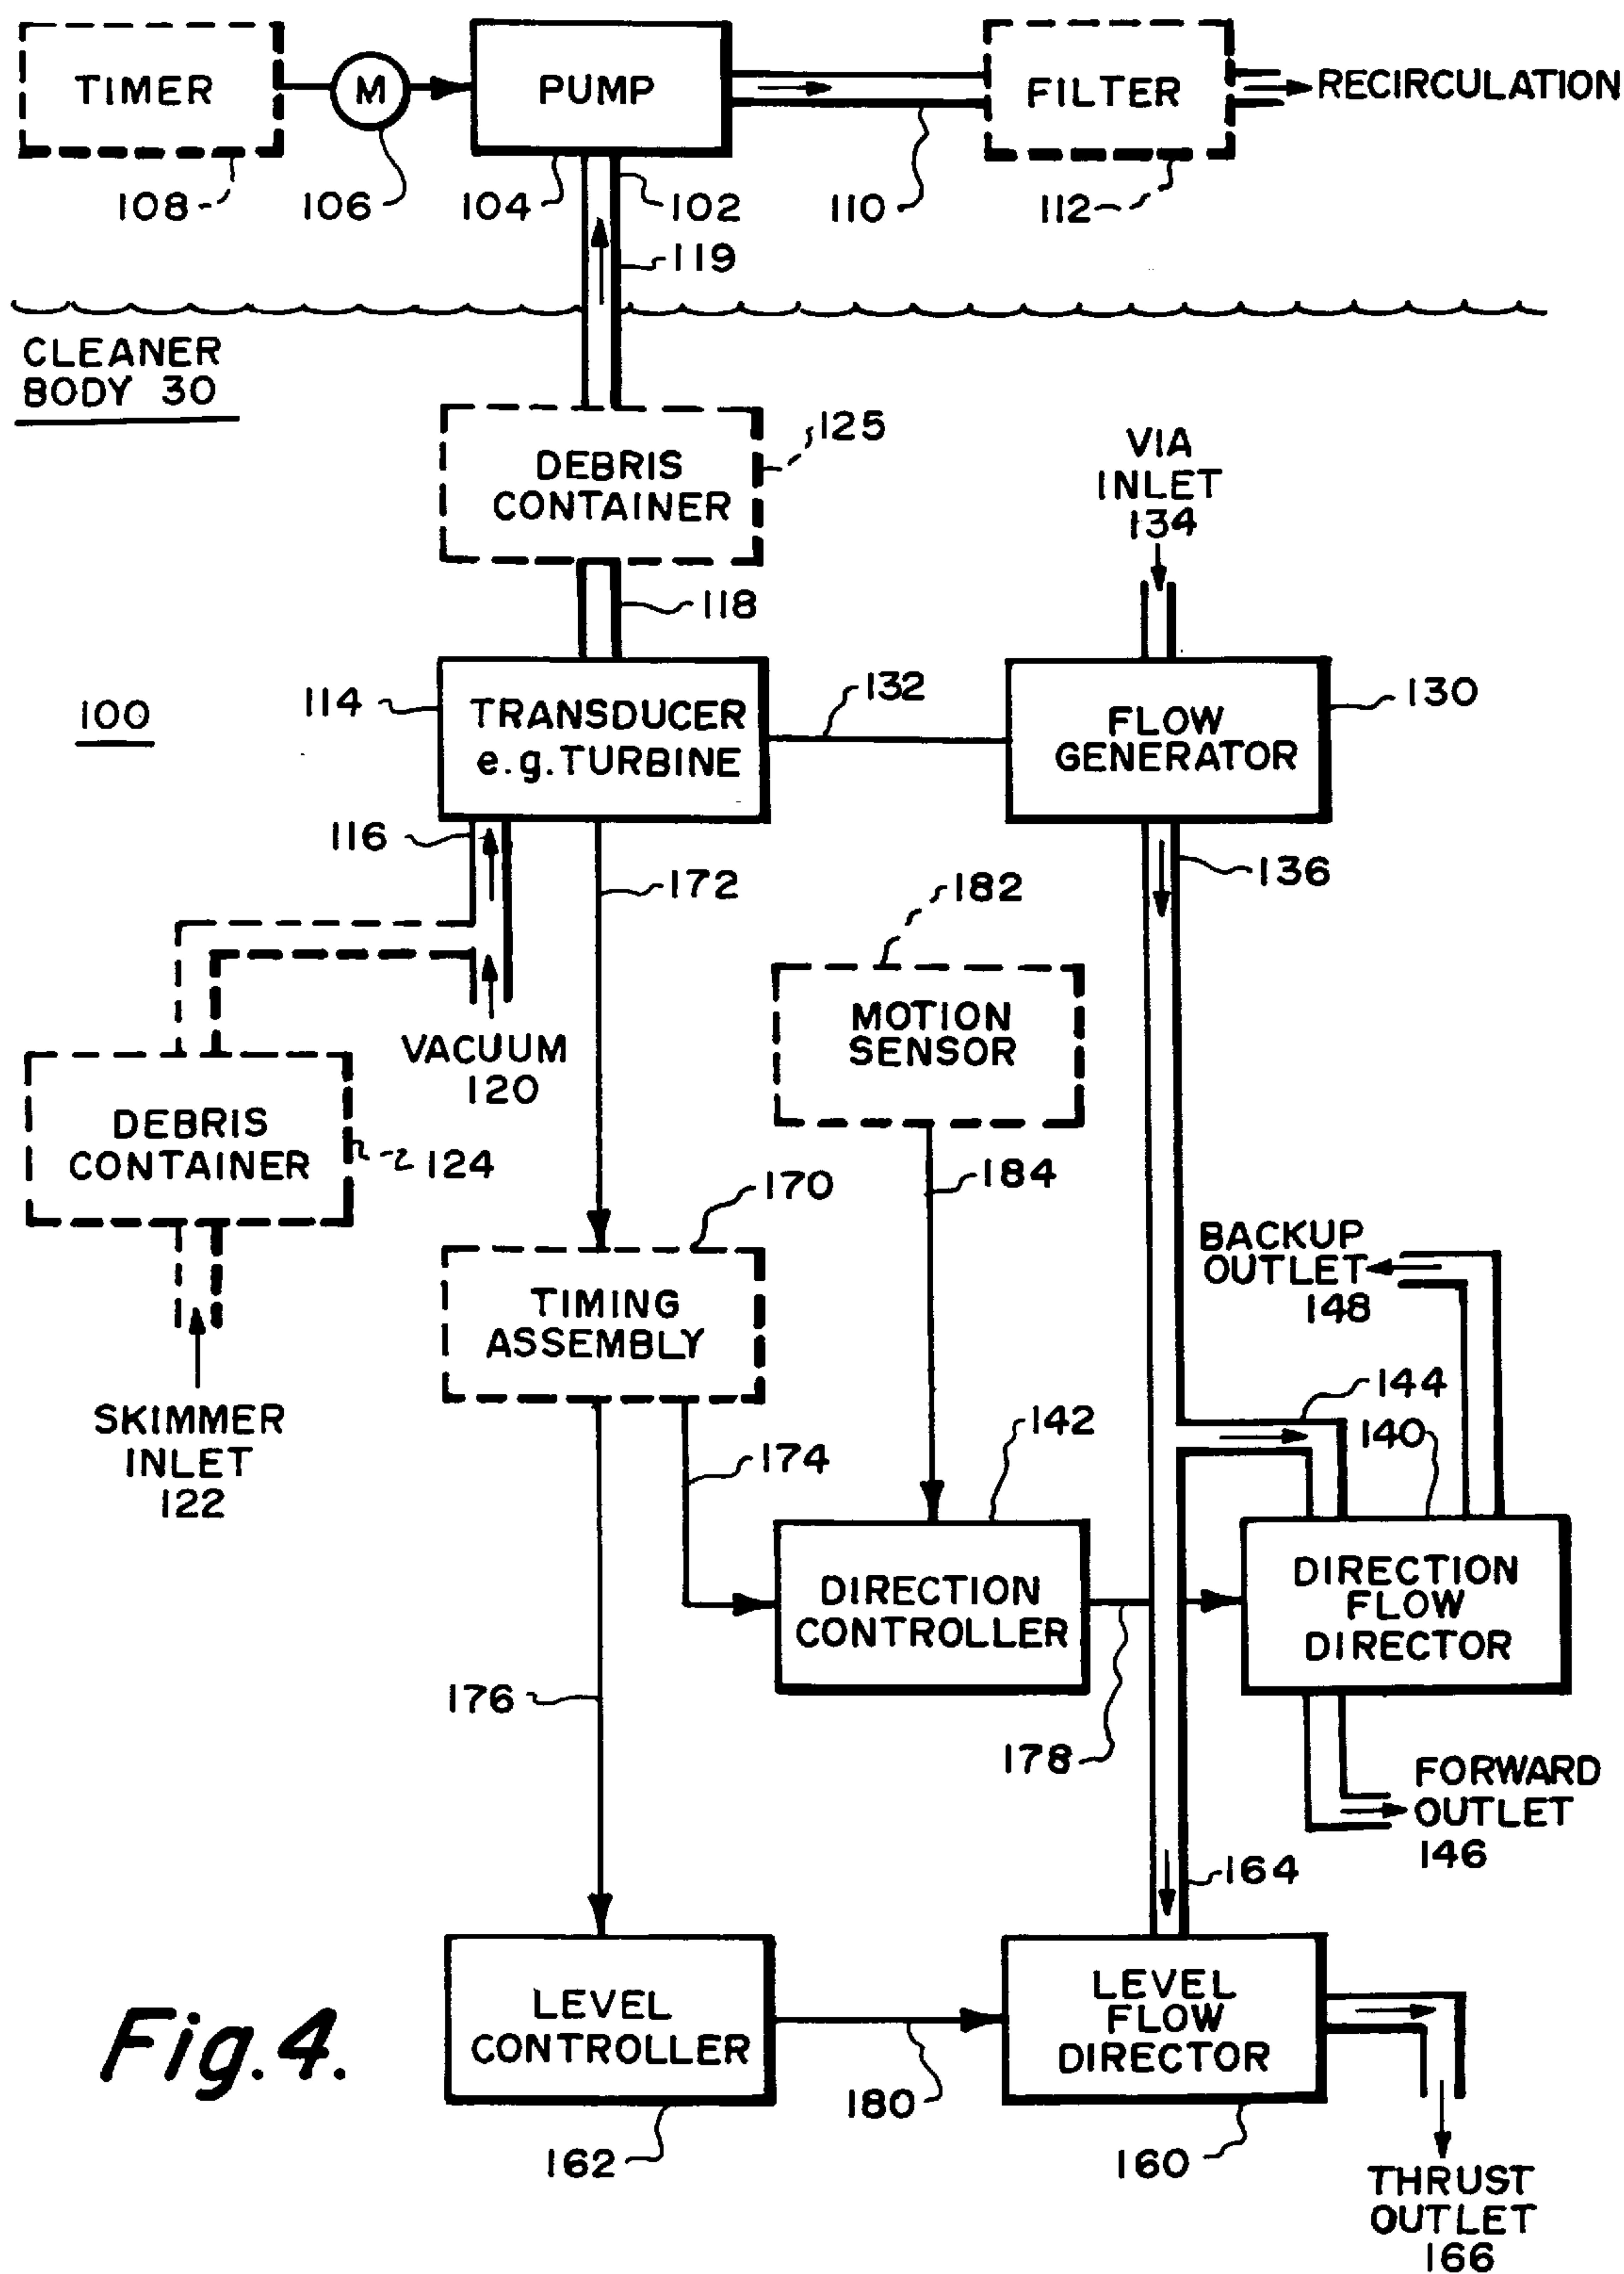 TIMER
M
PUMP
FILTER
RECIRCULATION
108
106
104
102
110
112
119
CLEANER
BODY 30
125
DEBRIS
CONTAINER
VIA
INLET
134
118
100
114
TRANSDUCER
e.g. TURBINE
132
FLOW
GENERATOR
130
116
172
182
136
MOTION
SENSOR
VACUUM
120
DEBRIS
CONTAINER
124
184
170
TIMING
ASSEMBLY
BACKUP
OUTLET
148
SKIMMER
INLET
122
174
142
144
140
DIRECTION
CONTROLLER
DIRECTION
FLOW
DIRECTOR
176
178
FORWARD
OUTLET
146
164
LEVEL
CONTROLLER
LEVEL
FLOW
DIRECTOR
Fig.4.
180
162
160
THRUST
OUTLET
166